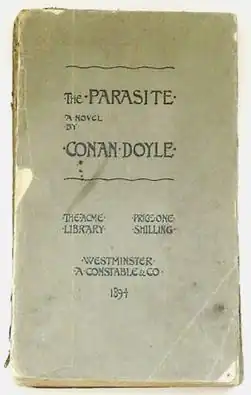 The · PARASITE ·
A · NOVEL
BY
· CONAN · DOYLE ·
THE · ACME · PRICE · ONE ·
· LIBRARY · SHILLING ·
· WESTMINSTER ·
A · CONSTABLE & CO ·
1894